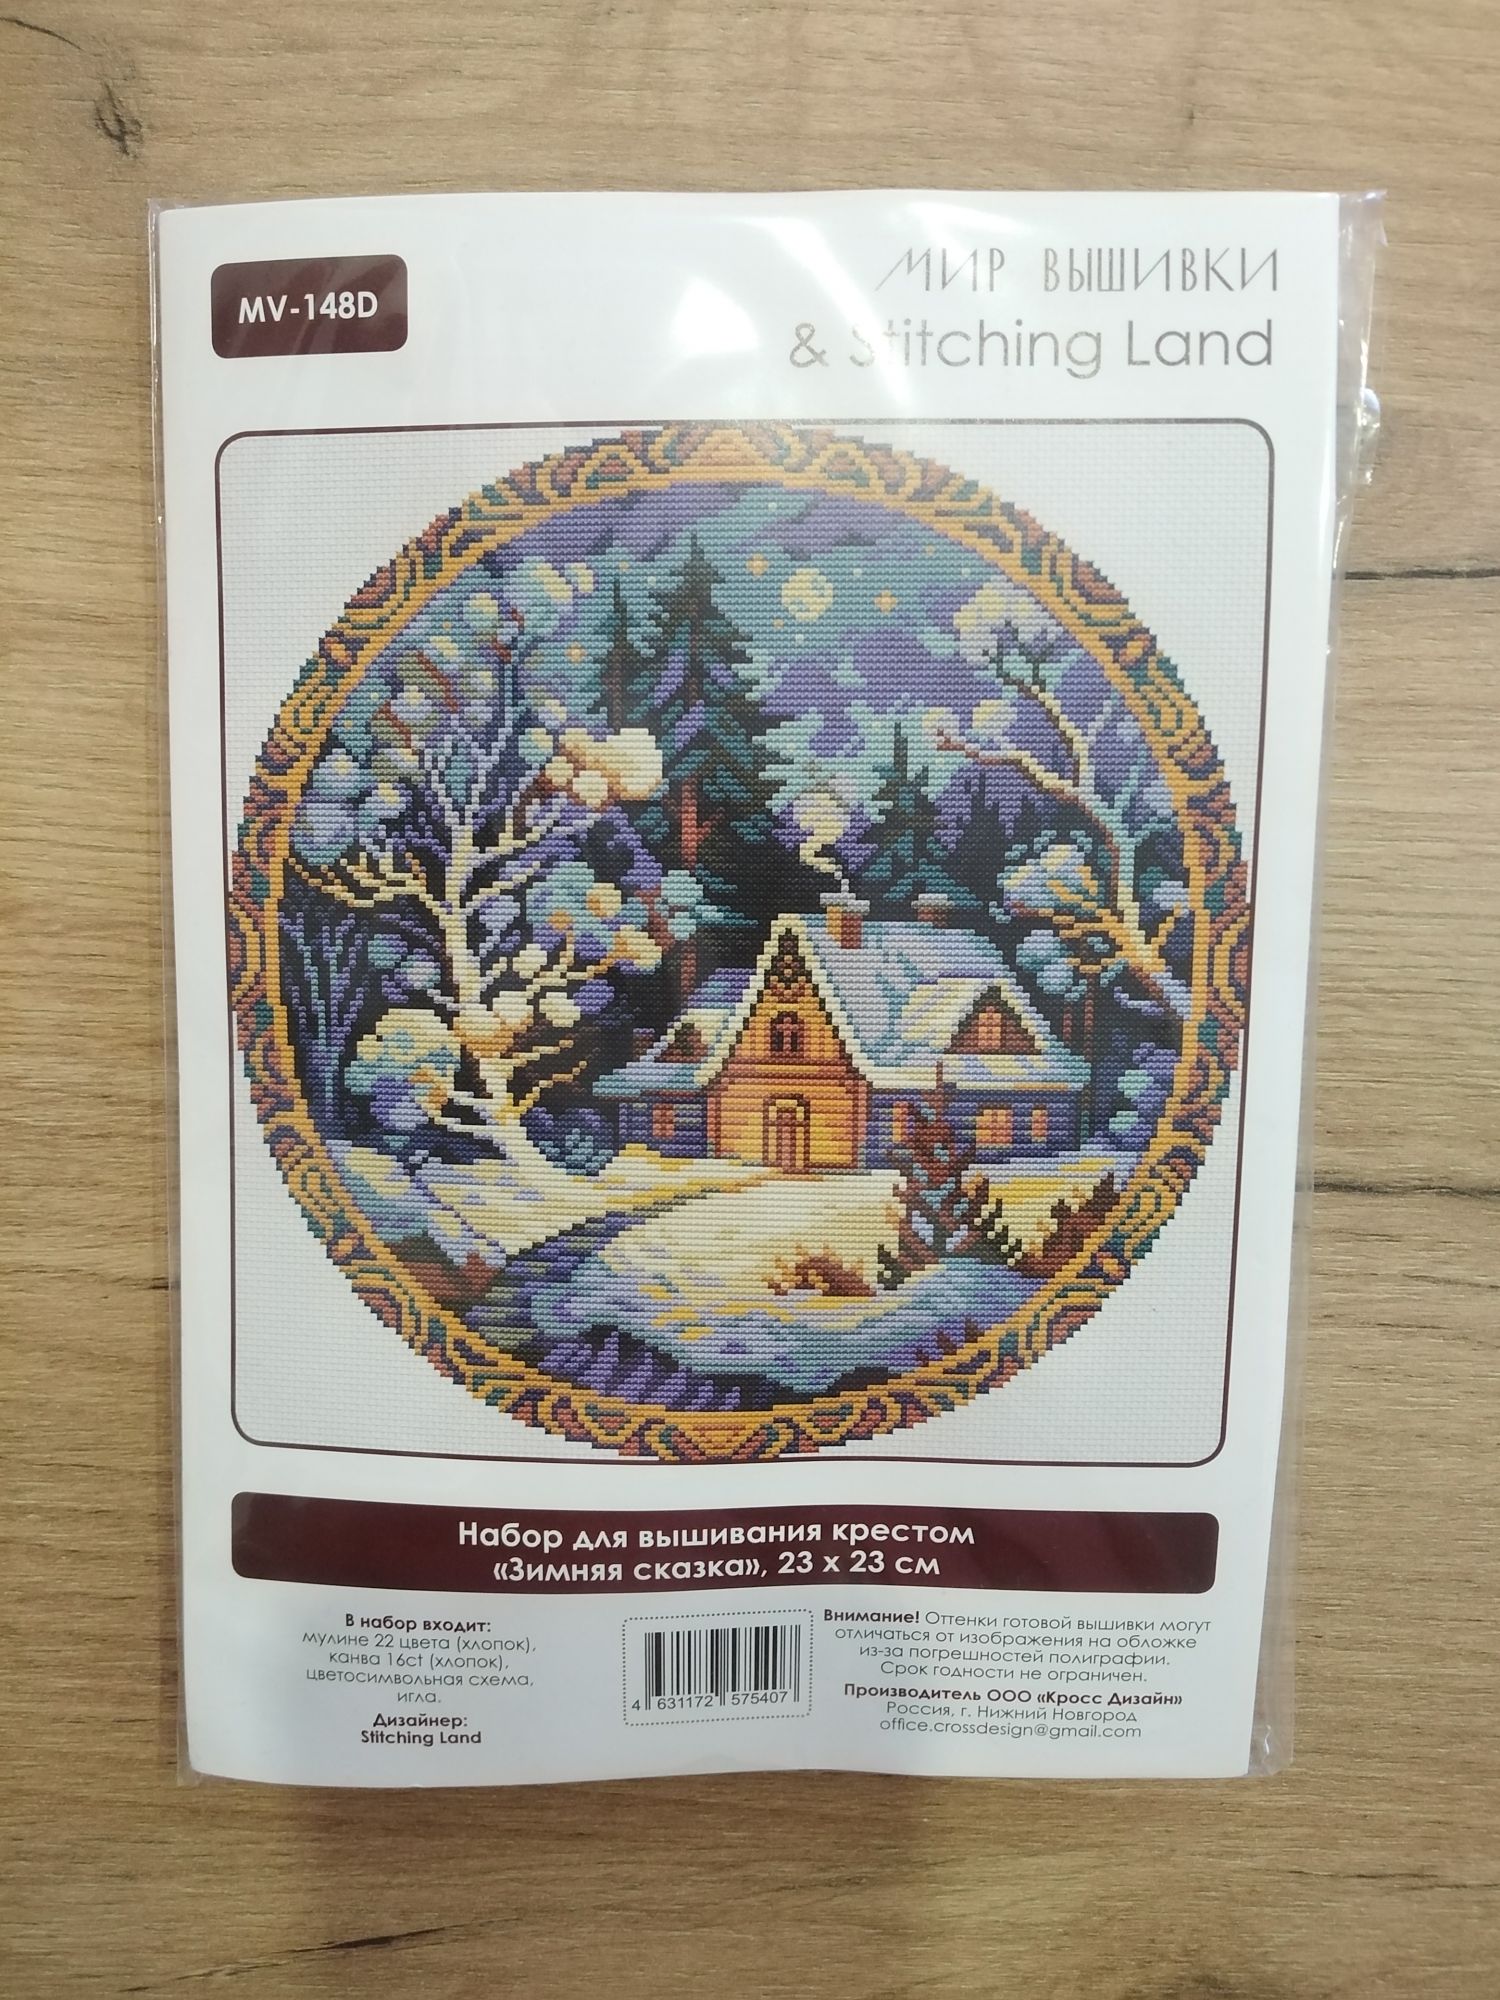 MV-148D
МИР ВЫШИВКИ
& Stitching Land
Набор для вышивания крестом
«Зимняя сказка», 23 х 23 см
В набор входит:
мулине 22 цвета (хлопок),
канва 16ct (хлопок),
цветосимвольная схема,
игла.
Дизайнер:
Stitching Land
4 631172 575407
Внимание! Оттенки готовой вышивки могут
отличаться от изображения на обложке
из-за погрешностей полиграфии.
Срок годности не ограничен.
Производитель ООО «Кросс Дизайн»
Россия, г. Нижний Новгород
office.crossdesign@gmail.com